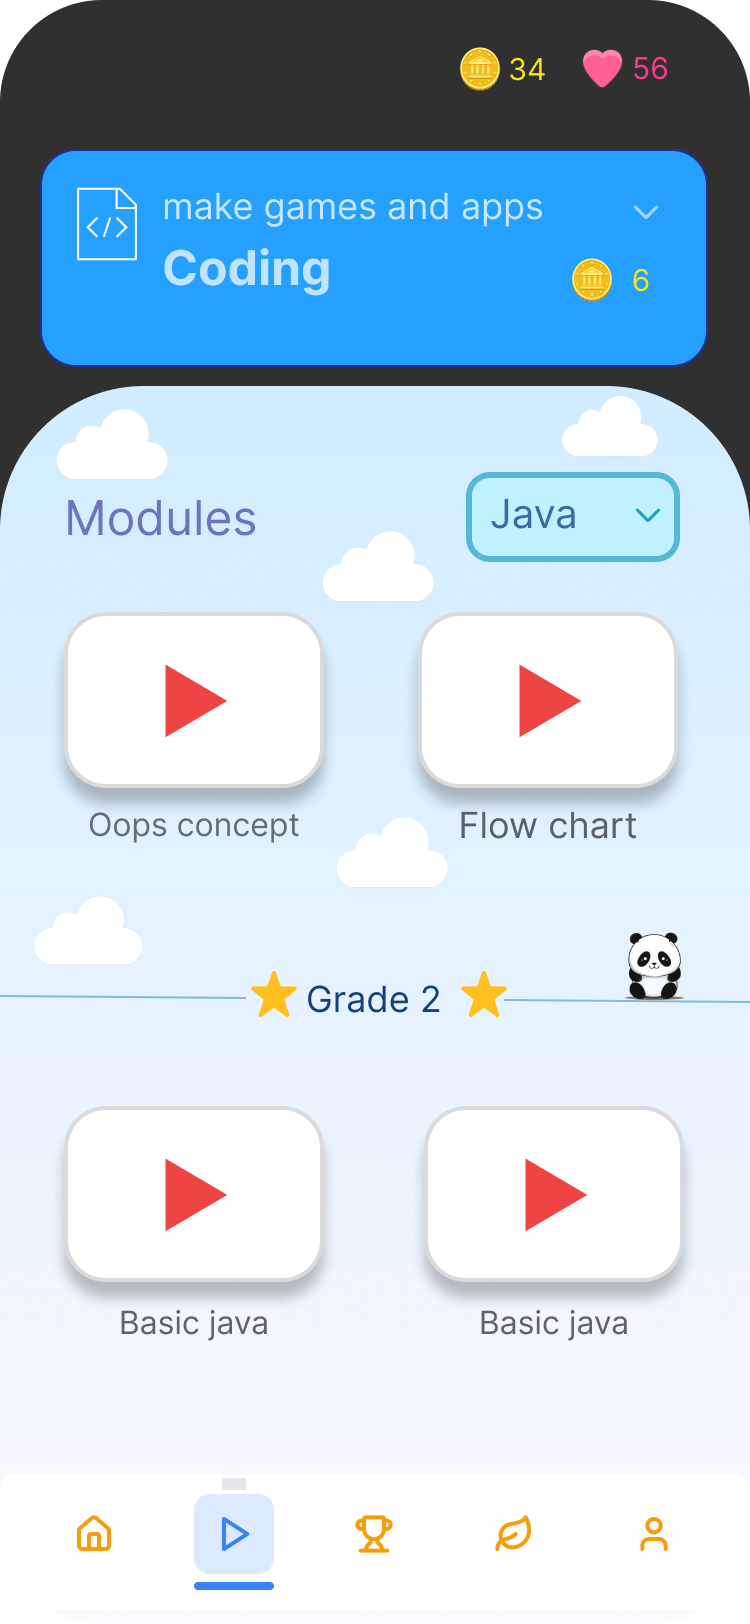 34 56
make games and apps
Coding
6
Modules
Java
Oops concept
Flow chart
Grade 2
Basic java
Basic java